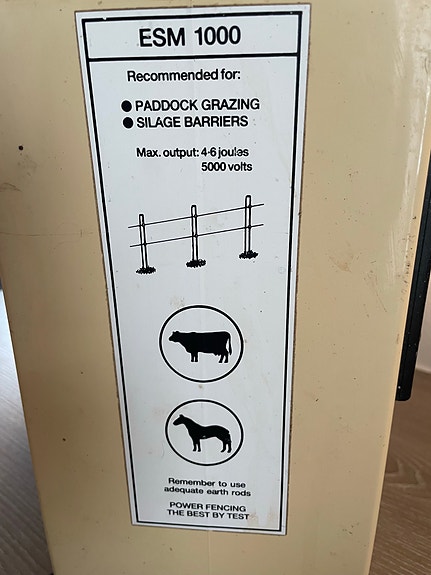 ESM 1000
Recommended for:
● PADDOCK GRAZING
● SILAGE BARRIERS
Max. output: 4·6 joules
5000 volts
Remember to use
adequate earth rods
POWER FENCING
THE BEST BY TEST